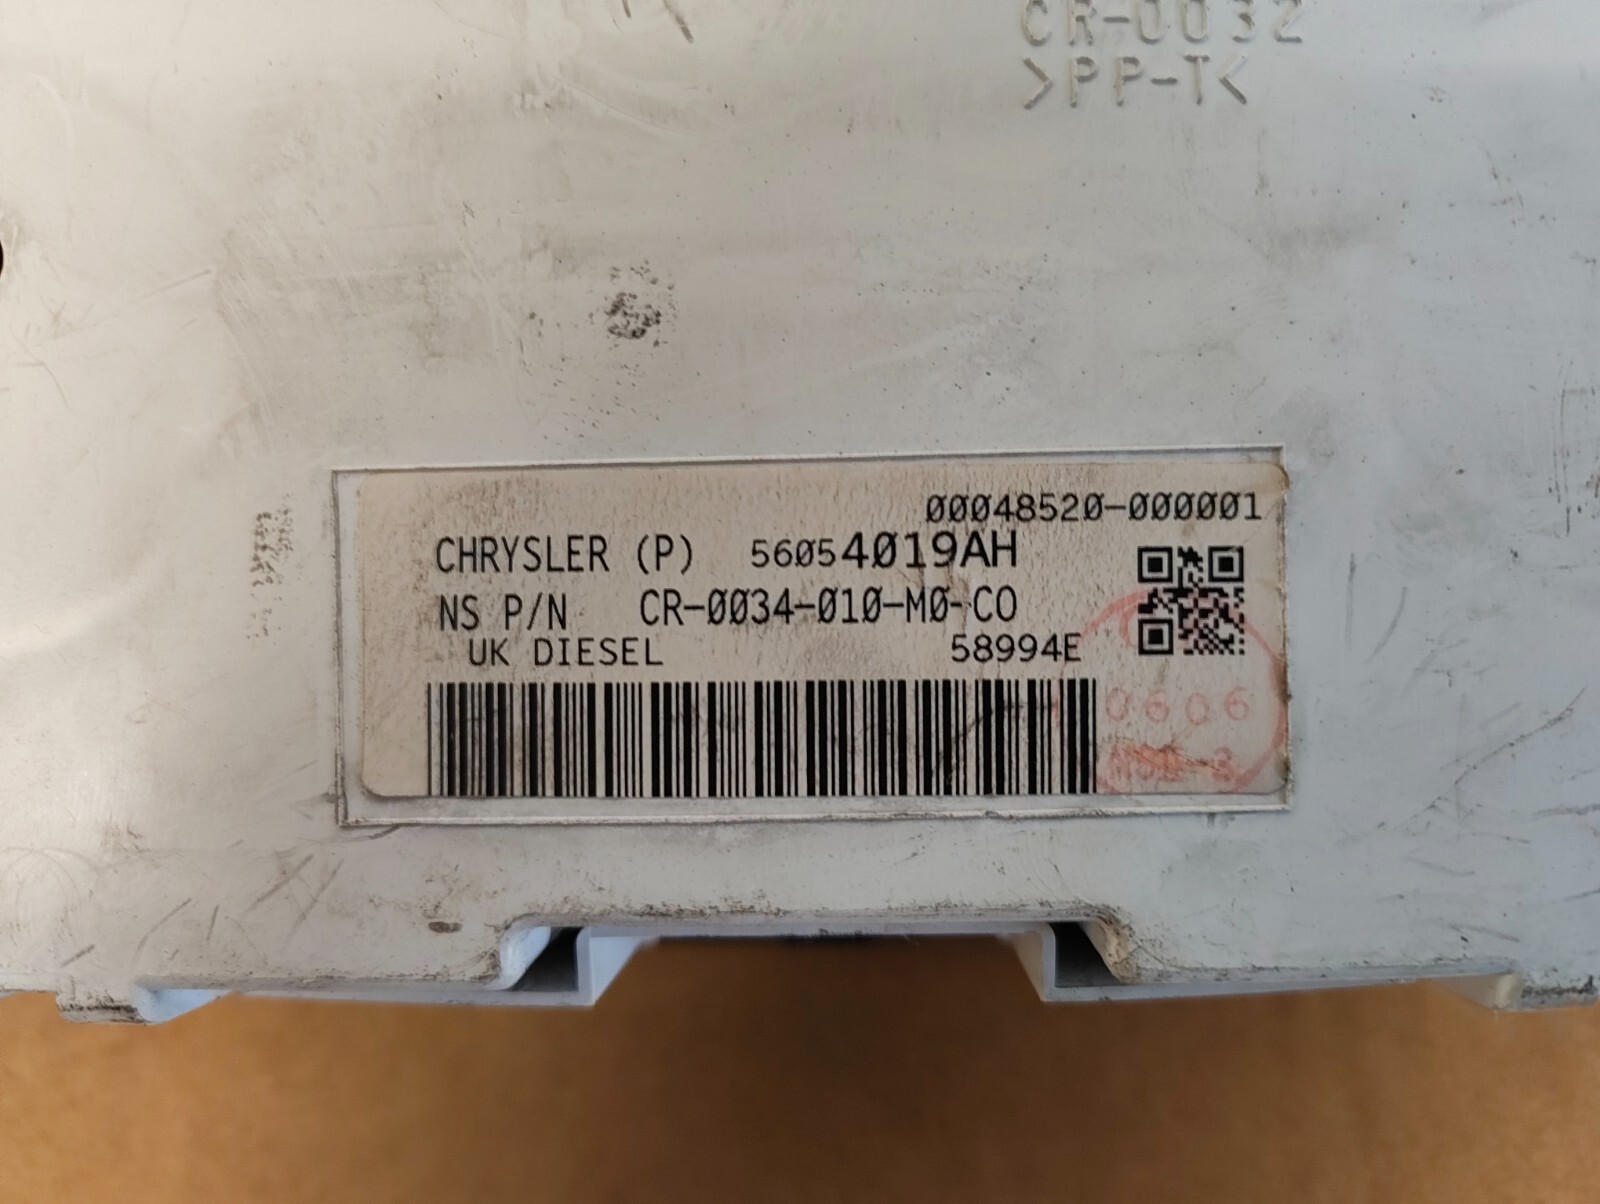 CR-0032
>PP-T<
00048520-000001
CHRYSLER (P) 56054019AH
NS P/N CR-0034-010-M0-CO
UK DIESEL 58994E
0606